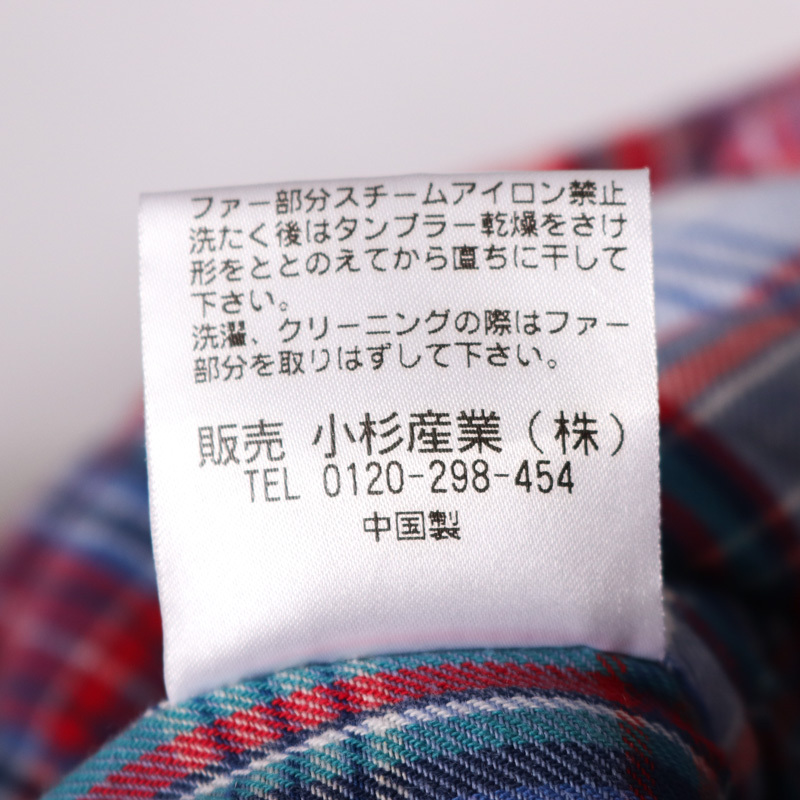 ファー部分スチームアイロン禁止
洗たく後はタンブラー乾燥をさけ
形をととのえてから直ちに干して
下さい。
洗濯、クリーニングの際はファー
部分を取りはずして下さい。
販売 小杉産業（株）
TEL 0120-298-454
中国製